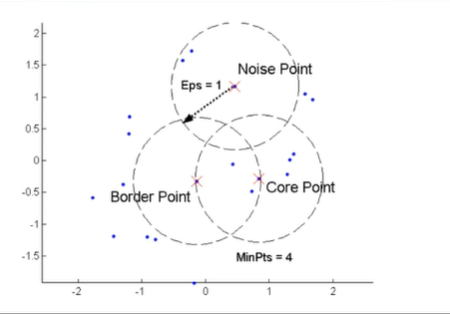 2
1.5
Noise Point
Eps = 1
1
0.5
0
-0.5
Border Point
Core Point
-1
-1.5
MinPts = 4
-2
-1
0
1
2